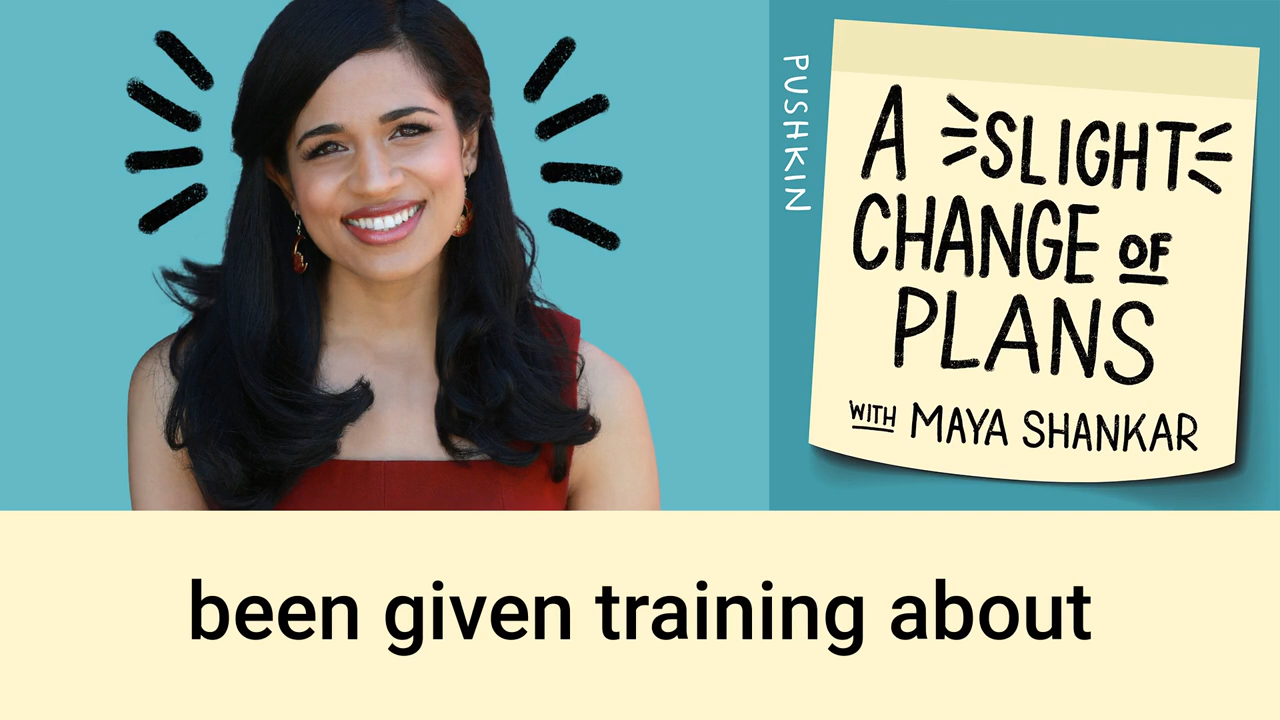 PUSHKIN
A SLIGHT
CHANGE OF
PLANS
WITH MAYA SHANKAR
been given training about